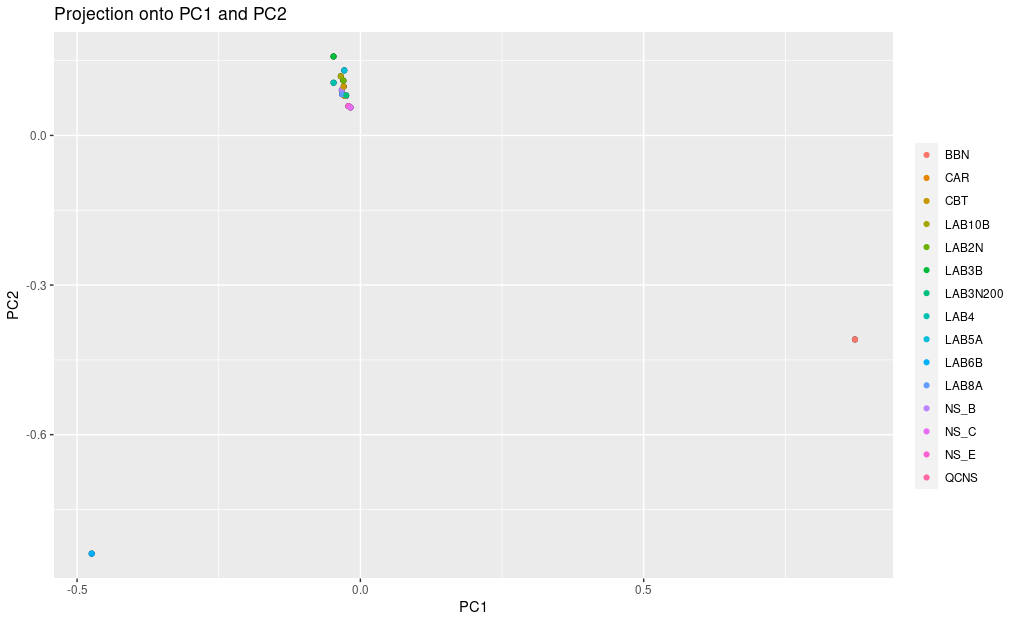 Projection onto PC1 and PC2
PC2
0.0
-0.3
-0.6
-0.5
0.0
0.5
PC1
BBN
CAR
CBT
LAB10B
LAB2N
LAB3B
LAB3N200
LAB4
LAB5A
LAB6B
LAB8A
NS_B
NS_C
NS_E
QCNS